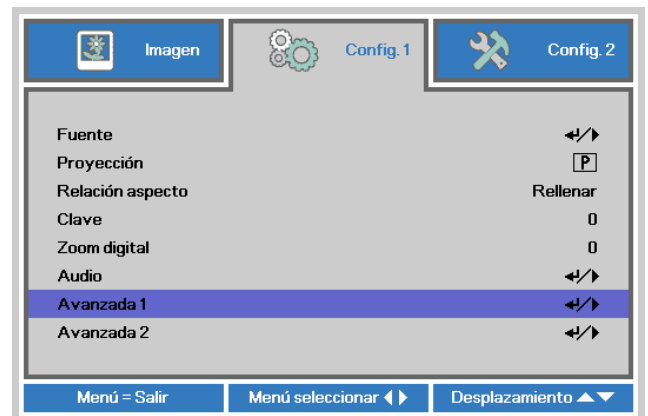 Imagen Config. 1 Config. 2
Fuente
Proyección P
Relación aspecto Rellenar
Clave 0
Zoom digital 0
Audio
Avanzada 1
Avanzada 2
Menú = Salir Menú seleccionar Desplazamiento